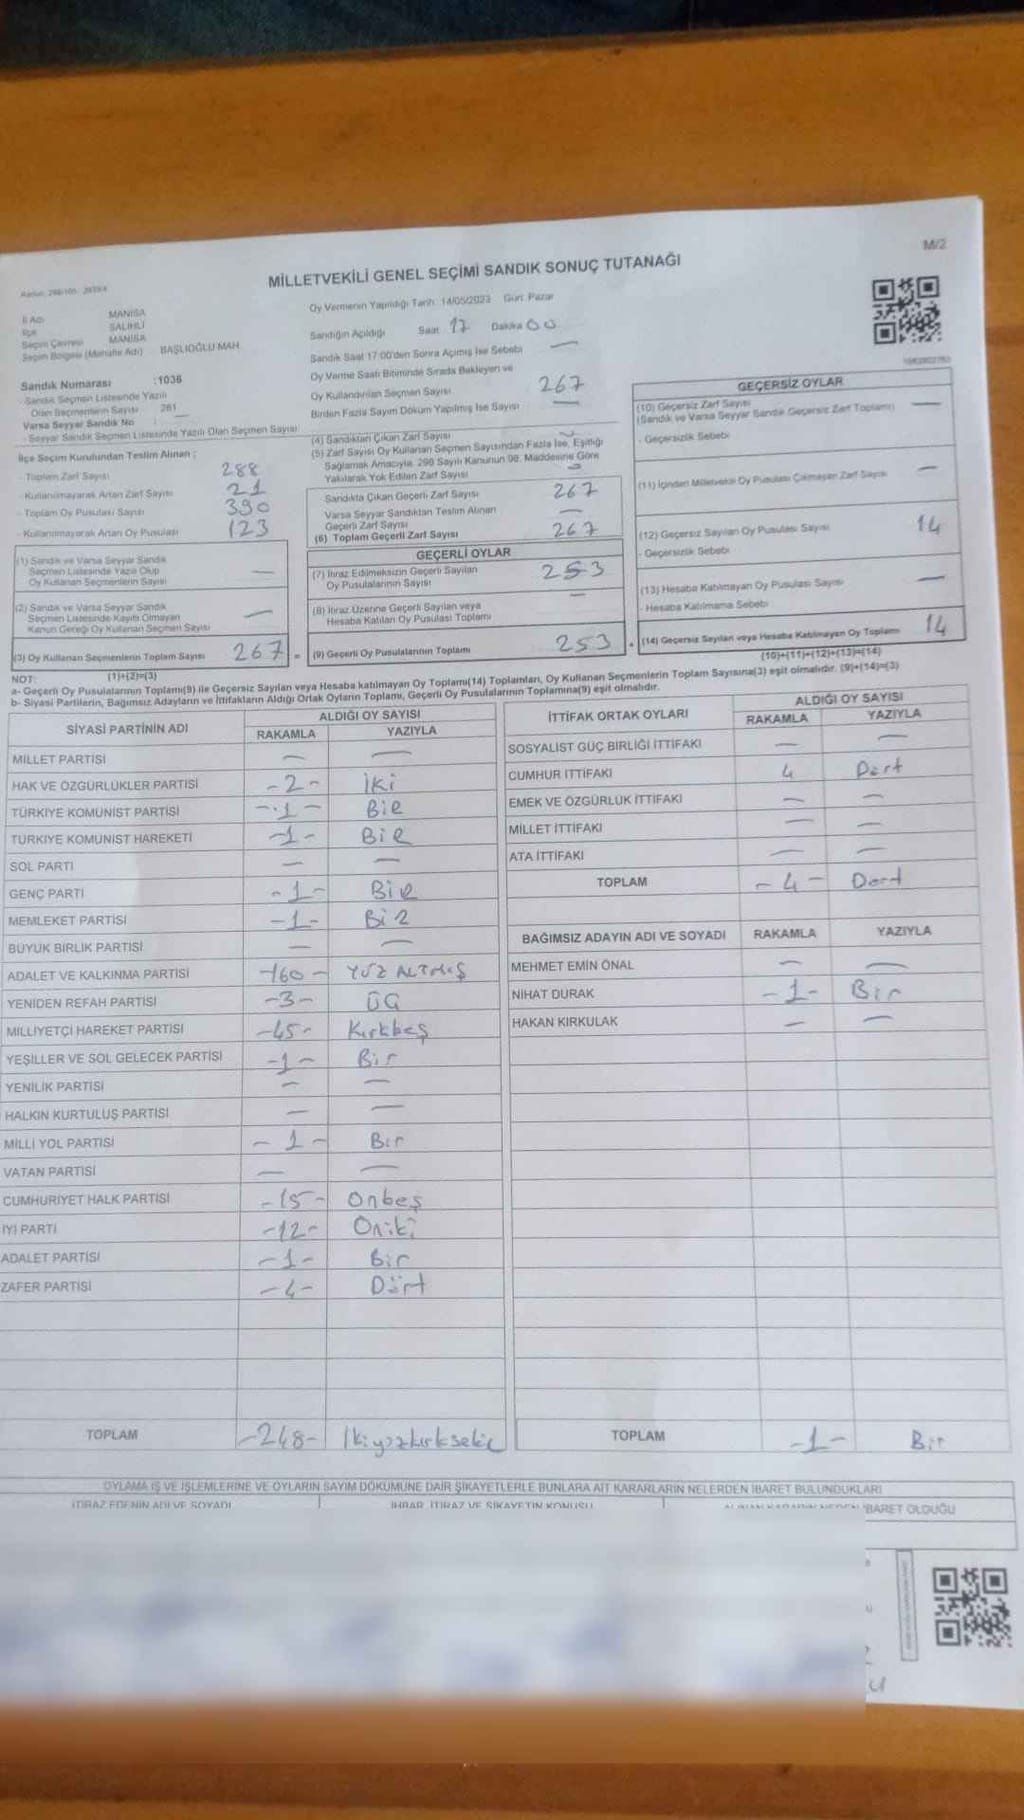 M/2
MİLLETVEKİLİ GENEL SEÇİMİ SANDIK SONUÇ TUTANAĞI
İl Adı MANİSA
İlçe SALİHLİ
Seçim Çevresi MANİSA
Seçim Bölgesi (Mahalle Adı) BAŞLIOĞLU MAH.
Sandık Numarası :1036
- Sandık Seçmen Listesinde Yazılı
Olan Seçmenlerin Sayısı 281
Varsa Seyyar Sandık No
- Seyyar Sandık Seçmen Listesinde Yazılı Olan Seçmen Sayısı
Oy Vermenin Yapıldığı Tarih: 14/05/2023 Gün: Pazar
Sandığın Açıldığı Saat 17 Dakika 00
Sandık Saat 17:00'den Sonra Açılmış İse Sebebi —
Oy Verme Saati Bitiminde Sırada Bekleyen ve
Oy Kullandırılan Seçmen Sayısı 267
Birden Fazla Sayım Döküm Yapılmış İse Sayısı —
İlçe Seçim Kurulundan Teslim Alınan ;
- Toplam Zarf Sayısı 288
- Kullanılmayarak Artan Zarf Sayısı 21
- Toplam Oy Pusulası Sayısı 390
- Kullanılmayarak Artan Oy Pusulası 123
(1) Sandık ve Varsa Seyyar Sandık
Seçmen Listesinde Yazılı Olup
Oy Kullanan Seçmenlerin Sayısı —
(2) Sandık ve Varsa Seyyar Sandık
Seçmen Listesinde Kayıtlı Olmayan
Kanun Gereği Oy Kullanan Seçmen Sayısı —
(3) Oy Kullanan Seçmenlerin Toplam Sayısı 267 =
(4) Sandıktan Çıkan Zarf Sayısı
(5) Zarf Sayısı Oy Kullanan Seçmen Sayısından Fazla İse, Eşitliği
Sağlamak Amacıyla, 298 Sayılı Kanunun 98. Maddesine Göre
Yakılarak Yok Edilen Zarf Sayısı
Sandıkta Çıkan Geçerli Zarf Sayısı 267
Varsa Seyyar Sandıktan Teslim Alınan
Geçerli Zarf Sayısı —
(6) Toplam Geçerli Zarf Sayısı 267
GEÇERLİ OYLAR
(7) İtiraz Edilmeksizin Geçerli Sayılan
Oy Pusulalarının Sayısı 253
(8) İtiraz Üzerine Geçerli Sayılan veya
Hesaba Katılan Oy Pusulası Toplamı —
(9) Geçerli Oy Pusulalarının Toplamı 253 +
GEÇERSİZ OYLAR
(10) Geçersiz Zarf Sayısı
(Sandık ve Varsa Seyyar Sandık Geçersiz Zarf Toplamı) —
- Geçersizlik Sebebi
(11) İçinden Milletvekili Oy Pusulası Çıkmayan Zarf Sayısı —
(12) Geçersiz Sayılan Oy Pusulası Sayısı 14
- Geçersizlik Sebebi
(13) Hesaba Katılmayan Oy Pusulası Sayısı —
- Hesaba Katılmama Sebebi
(14) Geçersiz Sayılan veya Hesaba Katılmayan Oy Toplamı 14
NOT: (1)+(2)=(3) (10)+(11)+(12)+(13)=(14)
a- Geçerli Oy Pusulalarının Toplamı(9) ile Geçersiz Sayılan veya Hesaba katılmayan Oy Toplamı(14) Toplamları, Oy Kullanan Seçmenlerin Toplam Sayısına(3) eşit olmalıdır. (9)+(14)=(3)
b- Siyasi Partilerin, Bağımsız Adayların ve İttifakların Aldığı Ortak Oyların Toplamı, Geçerli Oy Pusulalarının Toplamına(9) eşit olmalıdır.
SİYASİ PARTİNİN ADI ALDIĞI OY SAYISI
RAKAMLA YAZIYLA
MİLLET PARTİSİ — —
HAK VE ÖZGÜRLÜKLER PARTİSİ -2- İki
TÜRKİYE KOMÜNİST PARTİSİ -1- Bir
TÜRKİYE KOMÜNİST HAREKETİ -1- Bir
SOL PARTİ — —
GENÇ PARTİ -1- Bir
MEMLEKET PARTİSİ -1- Bir
BÜYÜK BİRLİK PARTİSİ — —
ADALET VE KALKINMA PARTİSİ -160- YÜZ ALTMIŞ
YENİDEN REFAH PARTİSİ -3- ÜÇ
MİLLİYETÇİ HAREKET PARTİSİ -45- Kırkbeş
YEŞİLLER VE SOL GELECEK PARTİSİ -1- Bir
YENİLİK PARTİSİ — —
HALKIN KURTULUŞ PARTİSİ — —
MİLLİ YOL PARTİSİ -1- Bir
VATAN PARTİSİ — —
CUMHURİYET HALK PARTİSİ -15- Onbeş
İYİ PARTİ -12- Oniki
ADALET PARTİSİ -1- Bir
ZAFER PARTİSİ -4- Dört
TOPLAM -248- İkiyüzkırksekiz
İTTİFAK ORTAK OYLARI ALDIĞI OY SAYISI
RAKAMLA YAZIYLA
SOSYALİST GÜÇ BİRLİĞİ İTTİFAKI — —
CUMHUR İTTİFAKI 4 Dört
EMEK VE ÖZGÜRLÜK İTTİFAKI — —
MİLLET İTTİFAKI — —
ATA İTTİFAKI — —
TOPLAM -4- Dört
BAĞIMSIZ ADAYIN ADI VE SOYADI RAKAMLA YAZIYLA
MEHMET EMİN ÖNAL — —
NİHAT DURAK -1- Bir
HAKAN KIRKULAK — —
TOPLAM -1- Bir
OYLAMA İŞ VE İŞLEMLERİNE VE OYLARIN SAYIM DÖKÜMÜNE DAİR ŞİKAYETLERLE BUNLARA AİT KARARLARIN NELERDEN İBARET BULUNDUKLARI
İTİRAZ EDENİN ADI VE SOYADI İHBAR, İTİRAZ VE ŞİKAYETİN KONUSU İBARET OLDUĞU